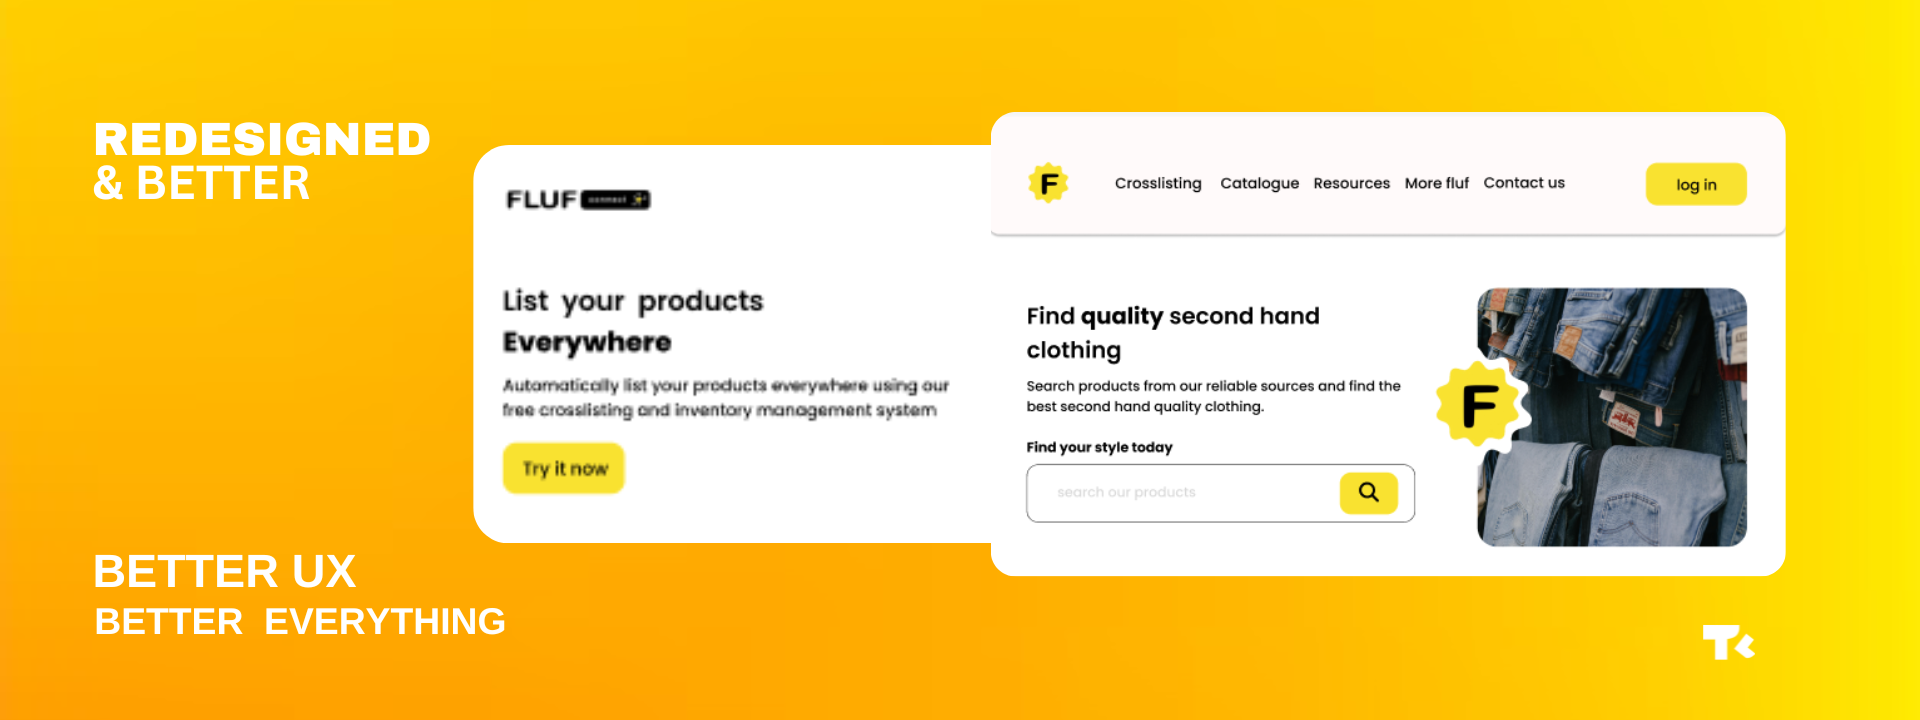 REDESIGNED
& BETTER
FLUF connect
List your products
Everywhere
Automatically list your products everywhere using our
free crosslisting and inventory management system
Try it now
F
Crosslisting Catalogue Resources More fluf Contact us
log in
Find quality second hand
clothing
Search products from our reliable sources and find the
best second hand quality clothing.
Find your style today
search our products
F
BETTER UX
BETTER EVERYTHING